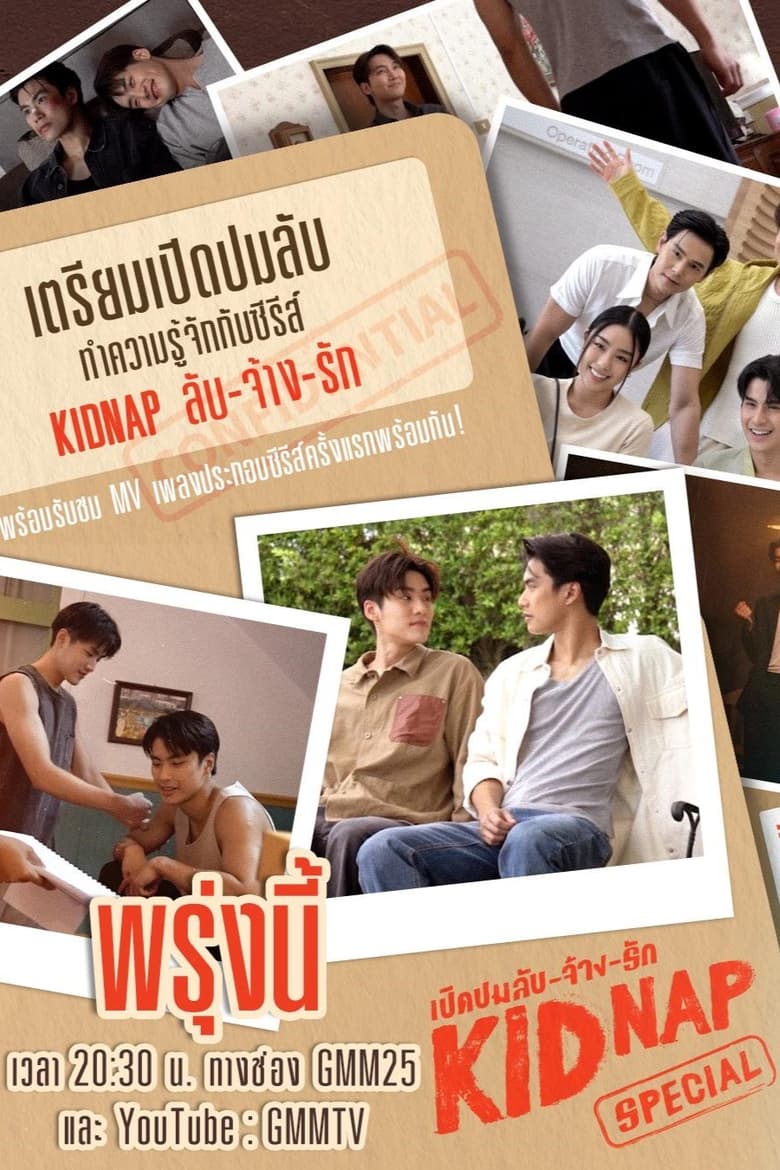 Operat
om
เตรียมเปิดปมลับ
ทำความรู้จักกับซีรีส์
KIDNAP ลับ-จ้าง-รัก
CONFIDENTIAL
พร้อมรับชม MV เพลงประกอบซีรีส์ครั้งแรกพร้อมกัน!
พรุ่งนี้
เวลา 20:30 น. ทางช่อง GMM25
และ YouTube : GMMTV
เปิดปมลับ-จ้าง-รัก
KIDNAP
SPECIAL